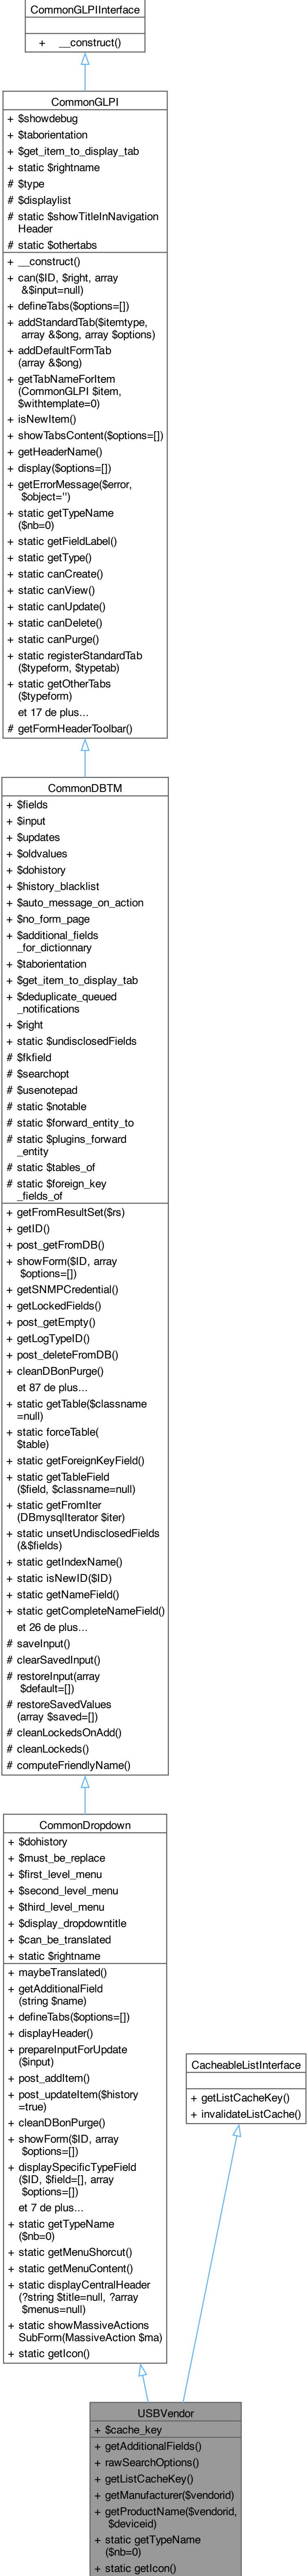 CommonGLPIInterface
+ __construct()
CommonGLPI
+ $showdebug
+ $taborientation
+ $get_item_to_display_tab
+ static $rightname
# $type
# $displaylist
# static $showTitleInNavigation
Header
# static $othertabs
+ __construct()
+ can($ID, $right, array
&$input=null)
+ defineTabs($options=[])
+ addStandardTab($itemtype,
array &$ong, array $options)
+ addDefaultFormTab
(array &$ong)
+ getTabNameForItem
(CommonGLPI $item,
$withtemplate=0)
+ isNewItem()
+ showTabsContent($options=[])
+ getHeaderName()
+ display($options=[])
+ getErrorMessage($error,
$object='')
+ static getTypeName
($nb=0)
+ static getFieldLabel()
+ static getType()
+ static canCreate()
+ static canView()
+ static canUpdate()
+ static canDelete()
+ static canPurge()
+ static registerStandardTab
($typeform, $typetab)
+ static getOtherTabs
($typeform)
et 17 de plus...
# getFormHeaderToolbar()
CommonDBTM
+ $fields
+ $input
+ $updates
+ $oldvalues
+ $dohistory
+ $history_blacklist
+ $auto_message_on_action
+ $no_form_page
+ $additional_fields
_for_dictionnary
+ $taborientation
+ $get_item_to_display_tab
+ $deduplicate_queued
_notifications
+ $right
+ static $undisclosedFields
# $fkfield
# $searchopt
# $usenotepad
# static $notable
# static $forward_entity_to
# static $plugins_forward
_entity
# static $tables_of
# static $foreign_key
_fields_of
+ getFromResultSet($rs)
+ getID()
+ post_getFromDB()
+ showForm($ID, array
$options=[])
+ getSNMPCredential()
+ getLockedFields()
+ post_getEmpty()
+ getLogTypeID()
+ post_deleteFromDB()
+ cleanDBonPurge()
et 87 de plus...
+ static getTable($classname
=null)
+ static forceTable(
$table)
+ static getForeignKeyField()
+ static getTableField
($field, $classname=null)
+ static getFromIter
(DBmysqlIterator $iter)
+ static unsetUndisclosedFields
(&$fields)
+ static getIndexName()
+ static isNewID($ID)
+ static getNameField()
+ static getCompleteNameField()
et 26 de plus...
# saveInput()
# clearSavedInput()
# restoreInput(array
$default=[])
# restoreSavedValues
(array $saved=[])
# cleanLockedsOnAdd()
# cleanLockeds()
# computeFriendlyName()
CommonDropdown
+ $dohistory
+ $must_be_replace
+ $first_level_menu
+ $second_level_menu
+ $third_level_menu
+ $display_dropdowntitle
+ $can_be_translated
+ static $rightname
+ maybeTranslated()
+ getAdditionalField
(string $name)
+ defineTabs($options=[])
+ displayHeader()
+ prepareInputForUpdate
($input)
+ post_addItem()
+ post_updateItem($history
=true)
+ cleanDBonPurge()
+ showForm($ID, array
$options=[])
+ displaySpecificTypeField
($ID, $field=[], array
$options=[])
et 7 de plus...
+ static getTypeName
($nb=0)
+ static getMenuShorcut()
+ static getMenuContent()
+ static displayCentralHeader
(?string $title=null, ?array
$menus=null)
+ static showMassiveActions
SubForm(MassiveAction $ma)
+ static getIcon()
CacheableListInterface
+ getListCacheKey()
+ invalidateListCache()
USBVendor
+ $cache_key
+ getAdditionalFields()
+ rawSearchOptions()
+ getListCacheKey()
+ getManufacturer($vendorid)
+ getProductName($vendorid,
$deviceid)
+ static getTypeName
($nb=0)
+ static getIcon()